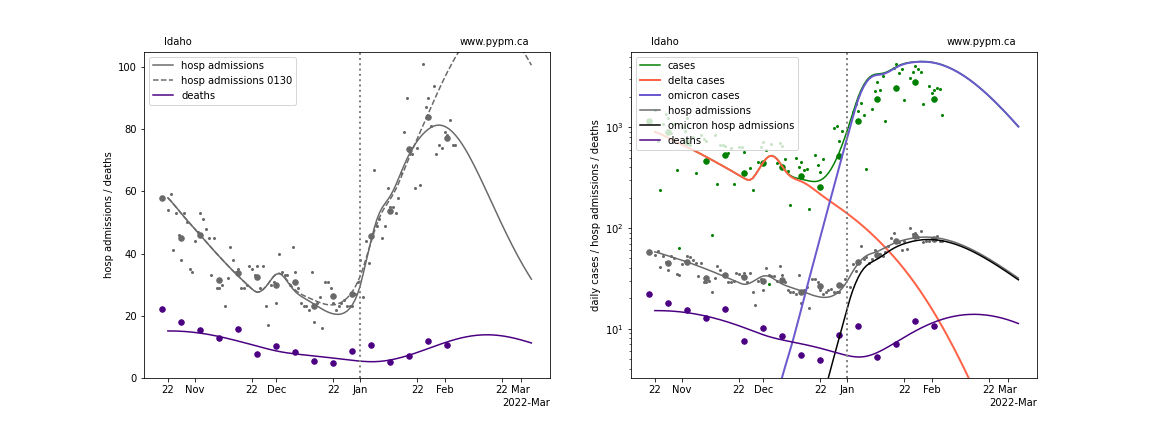 Idaho
www.pypm.ca
hosp admissions
hosp admissions 0130
deaths
hosp admissions / deaths
100
80
60
40
20
0
22 Nov 22 Dec 22 Jan 22 Feb 22 Mar
2022-Mar
Idaho
www.pypm.ca
cases
delta cases
omicron cases
hosp admissions
omicron hosp admissions
deaths
daily cases / hosp admissions / deaths
10³
10²
10¹
22 Nov 22 Dec 22 Jan 22 Feb 22 Mar
2022-Mar